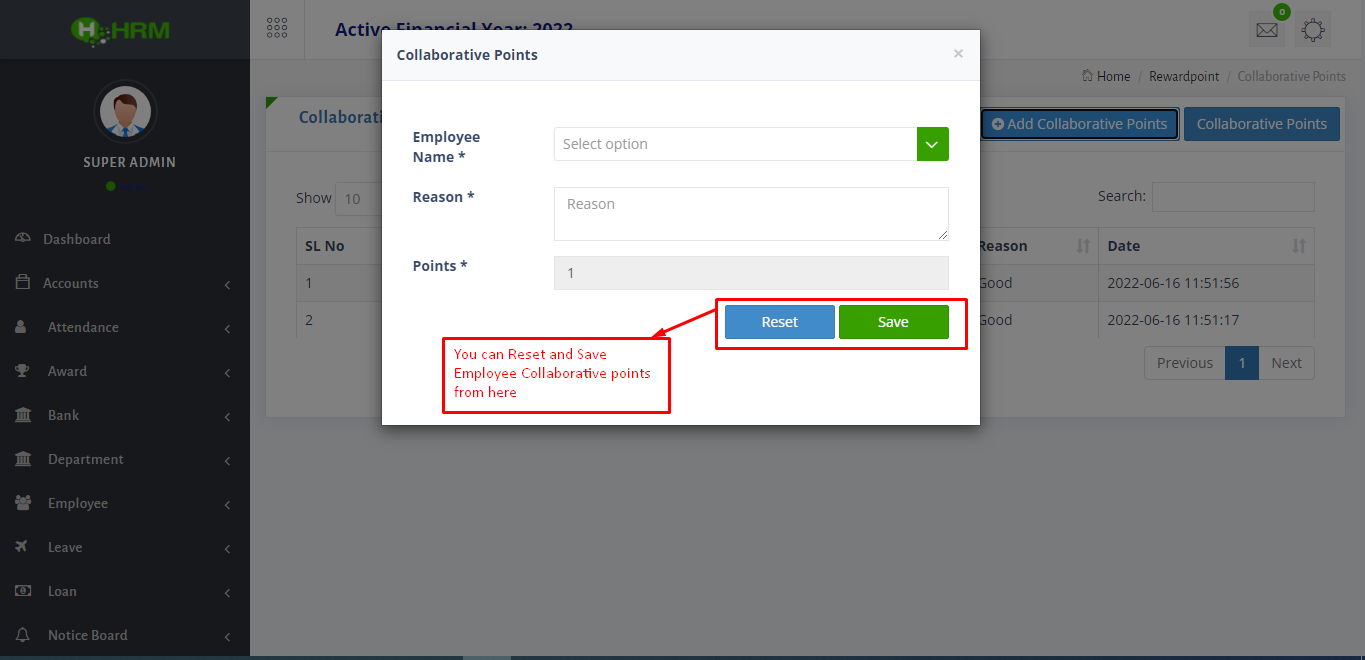 HRM
Active Financial Year: 2022
0
Collaborative Points
×
Home / Rewardpoint / Collaborative Points
Collaborati
Add Collaborative Points
Collaborative Points
SUPER ADMIN
Employee
Name *
Select option
Show 10
Search:
Reason *
Reason
SL No
Reason
Date
Points *
1
1
Good
2022-06-16 11:51:56
2
Good
2022-06-16 11:51:17
Reset
Save
You can Reset and Save
Employee Collaborative points
from here
Previous
1
Next
Dashboard
Accounts
Attendance
Award
Bank
Department
Employee
Leave
Loan
Notice Board